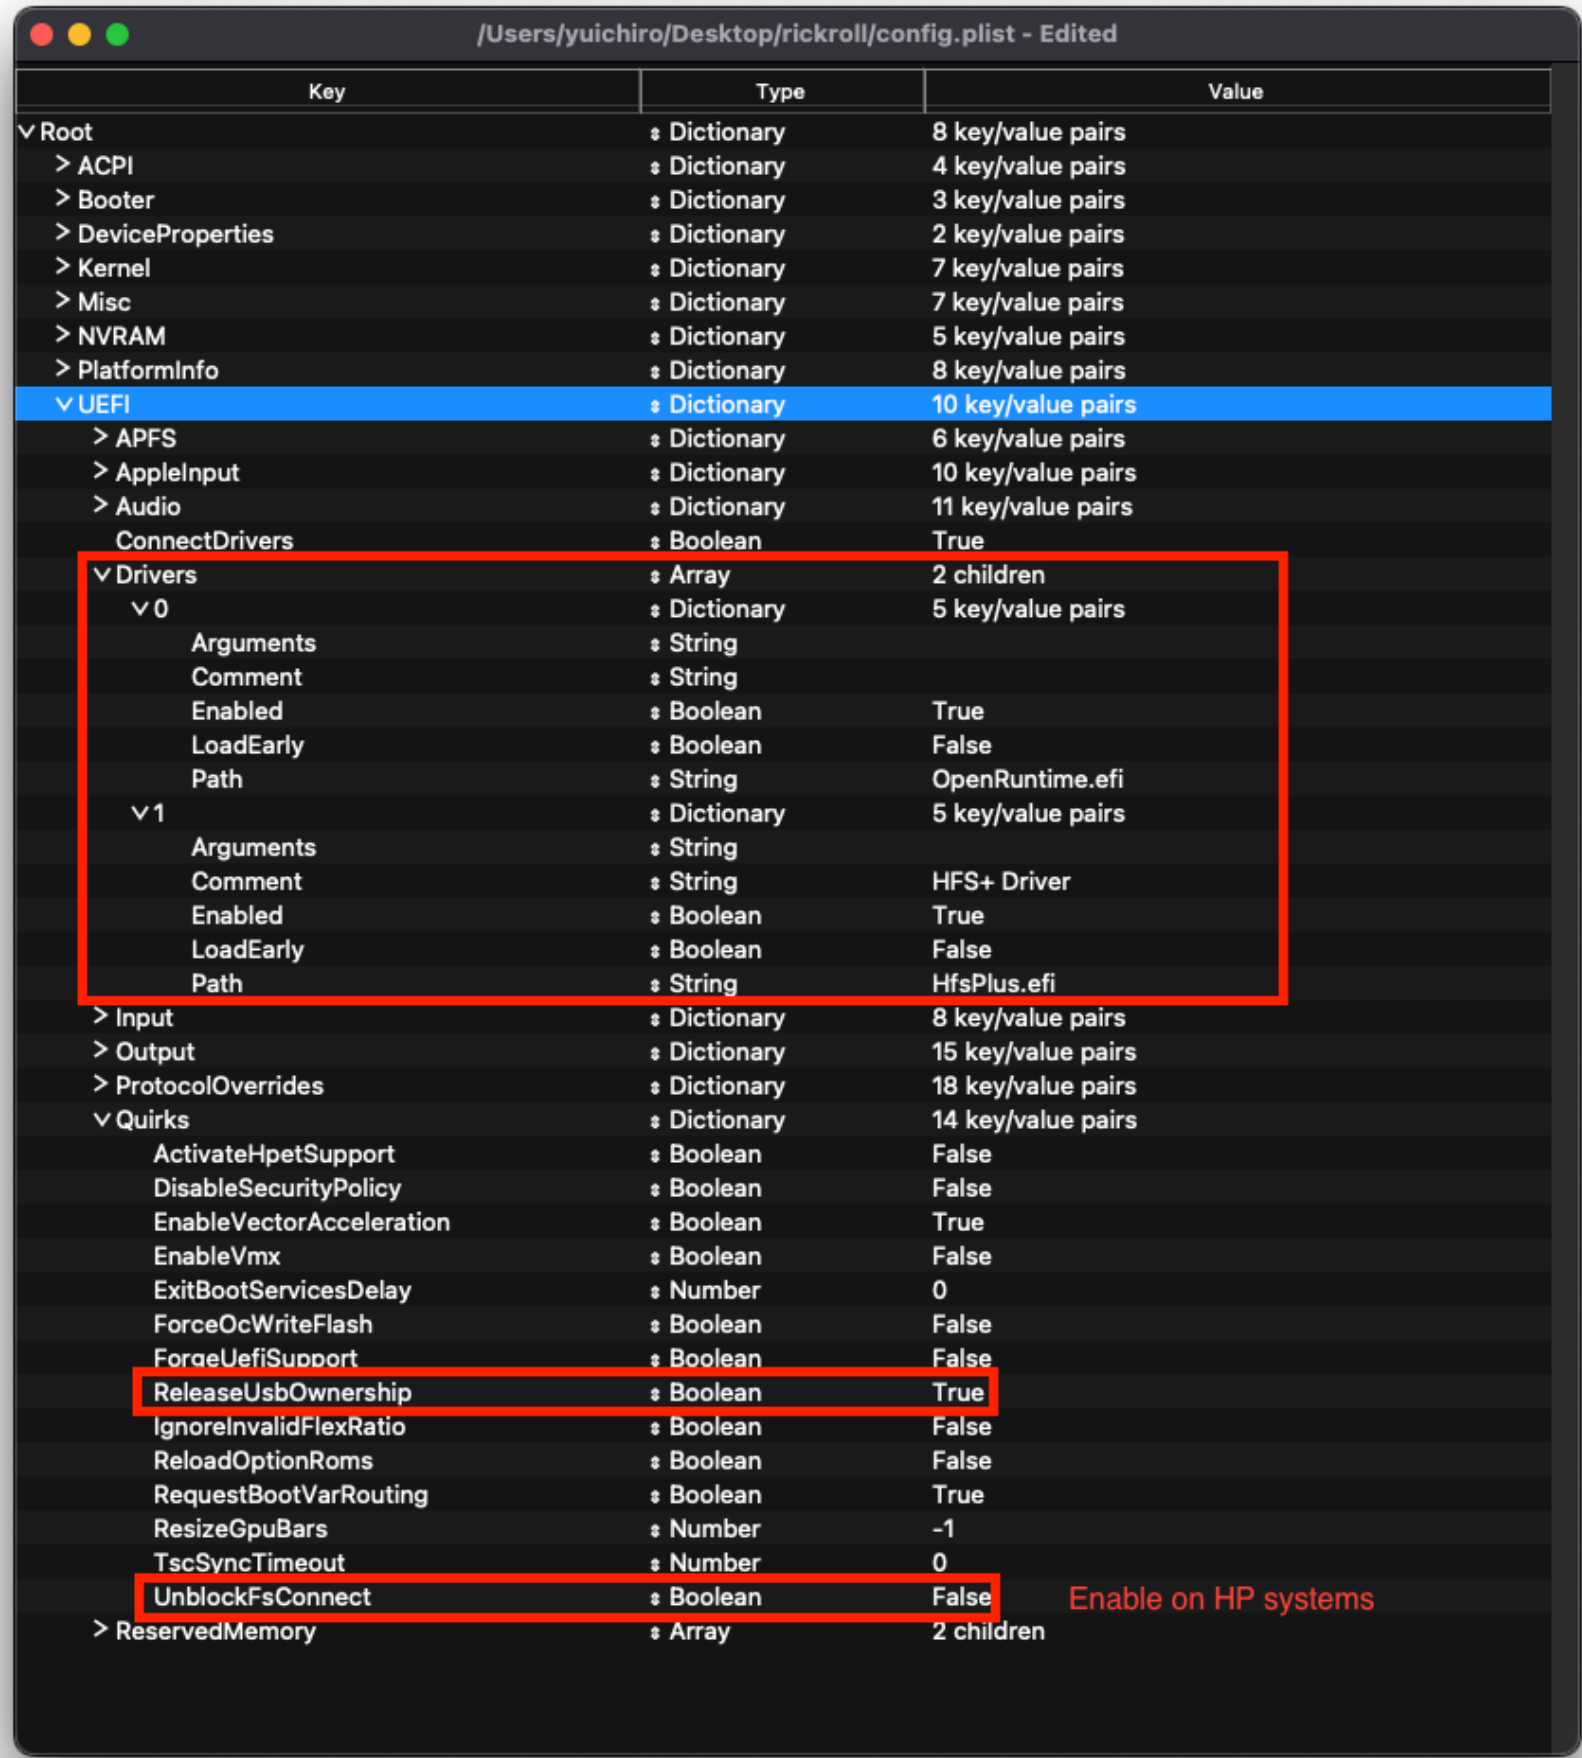 /Users/yuichiro/Desktop/rickroll/config.plist - Edited
Key Type Value
Root Dictionary 8 key/value pairs
ACPI Dictionary 4 key/value pairs
Booter Dictionary 3 key/value pairs
DeviceProperties Dictionary 2 key/value pairs
Kernel Dictionary 7 key/value pairs
Misc Dictionary 7 key/value pairs
NVRAM Dictionary 5 key/value pairs
PlatformInfo Dictionary 8 key/value pairs
UEFI Dictionary 10 key/value pairs
APFS Dictionary 6 key/value pairs
AppleInput Dictionary 10 key/value pairs
Audio Dictionary 11 key/value pairs
ConnectDrivers Boolean True
Drivers Array 2 children
0 Dictionary 5 key/value pairs
Arguments String
Comment String
Enabled Boolean True
LoadEarly Boolean False
Path String OpenRuntime.efi
1 Dictionary 5 key/value pairs
Arguments String
Comment String HFS+ Driver
Enabled Boolean True
LoadEarly Boolean False
Path String HfsPlus.efi
Input Dictionary 8 key/value pairs
Output Dictionary 15 key/value pairs
ProtocolOverrides Dictionary 18 key/value pairs
Quirks Dictionary 14 key/value pairs
ActivateHpetSupport Boolean False
DisableSecurityPolicy Boolean False
EnableVectorAcceleration Boolean True
EnableVmx Boolean False
ExitBootServicesDelay Number 0
ForceOcWriteFlash Boolean False
ForgeUefiSupport Boolean False
ReleaseUsbOwnership Boolean True
IgnoreInvalidFlexRatio Boolean False
ReloadOptionRoms Boolean False
RequestBootVarRouting Boolean True
ResizeGpuBars Number -1
TscSyncTimeout Number 0
UnblockFsConnect Boolean False Enable on HP systems
ReservedMemory Array 2 children